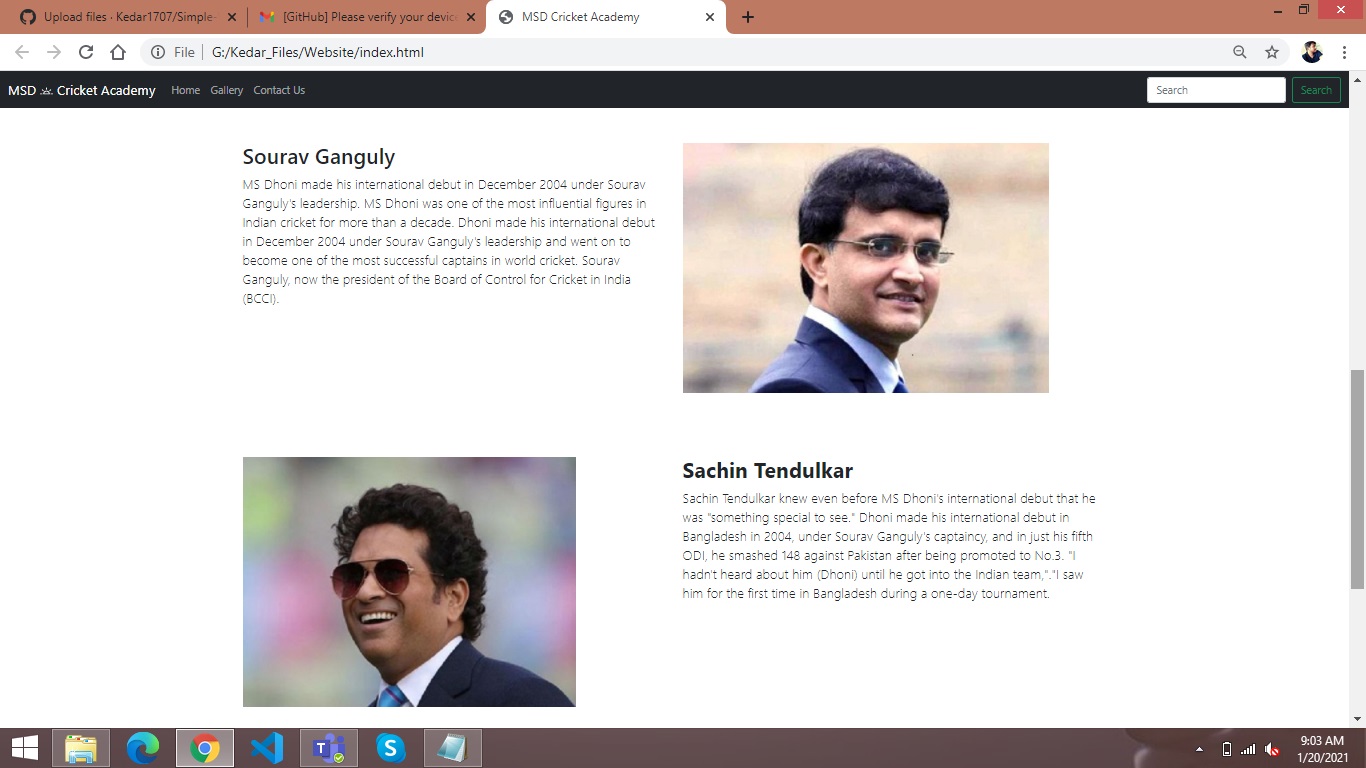 Upload files · Kedar1707/Simple-
[GitHub] Please verify your device
MSD Cricket Academy
File
G:/Kedar_Files/Website/index.html
MSD Cricket Academy
Home
Gallery
Contact Us
Search
Search
Sourav Ganguly
MS Dhoni made his international debut in December 2004 under Sourav
Ganguly's leadership. MS Dhoni was one of the most influential figures in
Indian cricket for more than a decade. Dhoni made his international debut
in December 2004 under Sourav Ganguly's leadership and went on to
become one of the most successful captains in world cricket. Sourav
Ganguly, now the president of the Board of Control for Cricket in India
(BCCI).
Sachin Tendulkar
Sachin Tendulkar knew even before MS Dhoni's international debut that he
was "something special to see." Dhoni made his international debut in
Bangladesh in 2004, under Sourav Ganguly's captaincy, and in just his fifth
ODI, he smashed 148 against Pakistan after being promoted to No.3. "I
hadn't heard about him (Dhoni) until he got into the Indian team,"."I saw
him for the first time in Bangladesh during a one-day tournament.
9:03 AM
1/20/2021